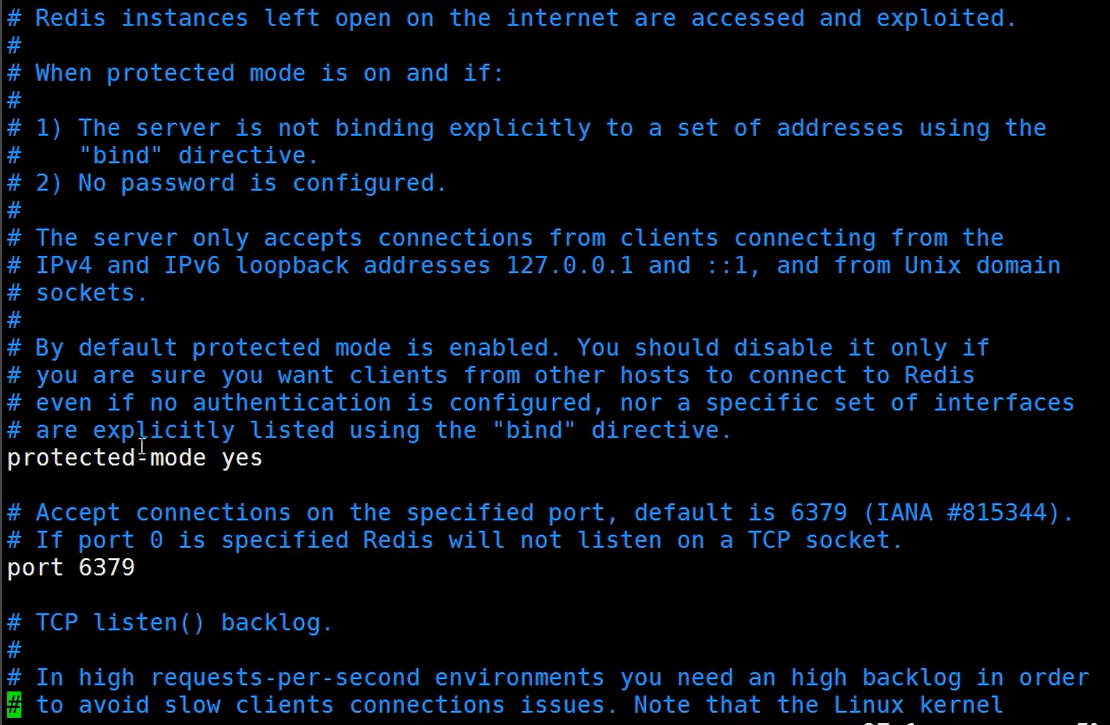 # Redis instances left open on the internet are accessed and exploited.
#
# When protected mode is on and if:
#
# 1) The server is not binding explicitly to a set of addresses using the
#    "bind" directive.
# 2) No password is configured.
#
# The server only accepts connections from clients connecting from the
# IPv4 and IPv6 loopback addresses 127.0.0.1 and ::1, and from Unix domain
# sockets.
#
# By default protected mode is enabled. You should disable it only if
# you are sure you want clients from other hosts to connect to Redis
# even if no authentication is configured, nor a specific set of interfaces
# are explicitly listed using the "bind" directive.
protected-mode yes

# Accept connections on the specified port, default is 6379 (IANA #815344).
# If port 0 is specified Redis will not listen on a TCP socket.
port 6379

# TCP listen() backlog.
#
# In high requests-per-second environments you need an high backlog in order
# to avoid slow clients connections issues. Note that the Linux kernel